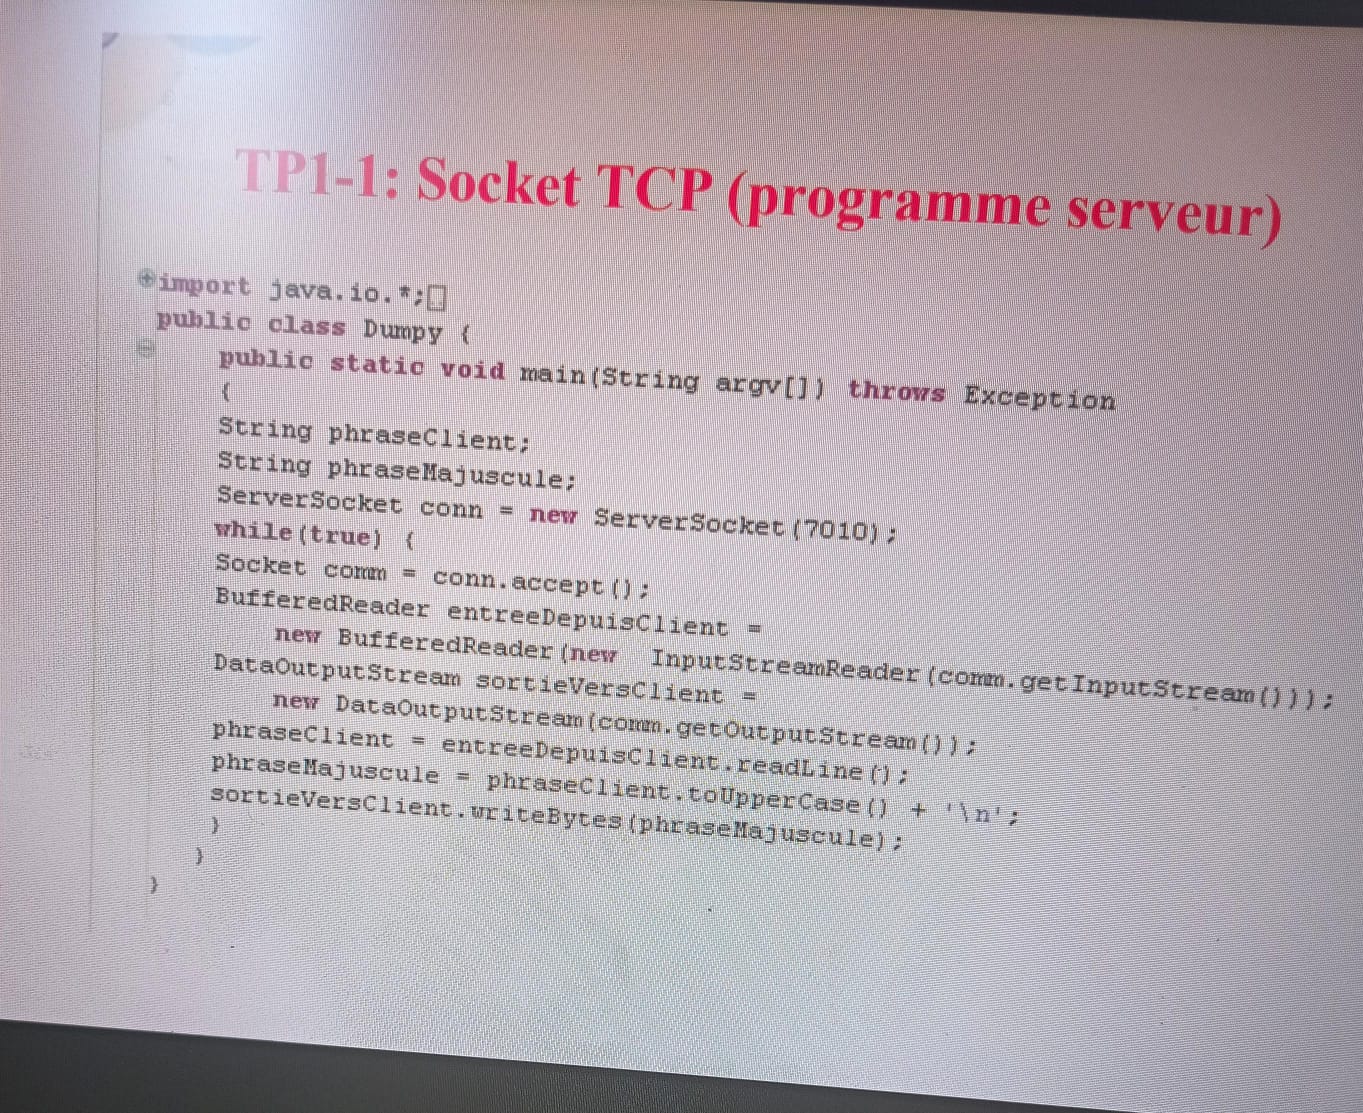 TP1-1: Socket TCP (programme serveur)
import java.io.*;
public class Dumpy {
public static void main(String argv[]) throws Exception
{
String phraseClient;
String phraseMajuscule;
ServerSocket conn = new ServerSocket(7010);
while(true) {
Socket comm = conn.accept();
BufferedReader entreeDepuisClient =
new BufferedReader(new InputStreamReader(comm.getInputStream()));
DataOutputStream sortieVersClient =
new DataOutputStream(comm.getOutputStream());
phraseClient = entreeDepuisClient.readLine();
phraseMajuscule = phraseClient.toUpperCase() + '\n';
sortieVersClient.writeBytes(phraseMajuscule);
}
}
}